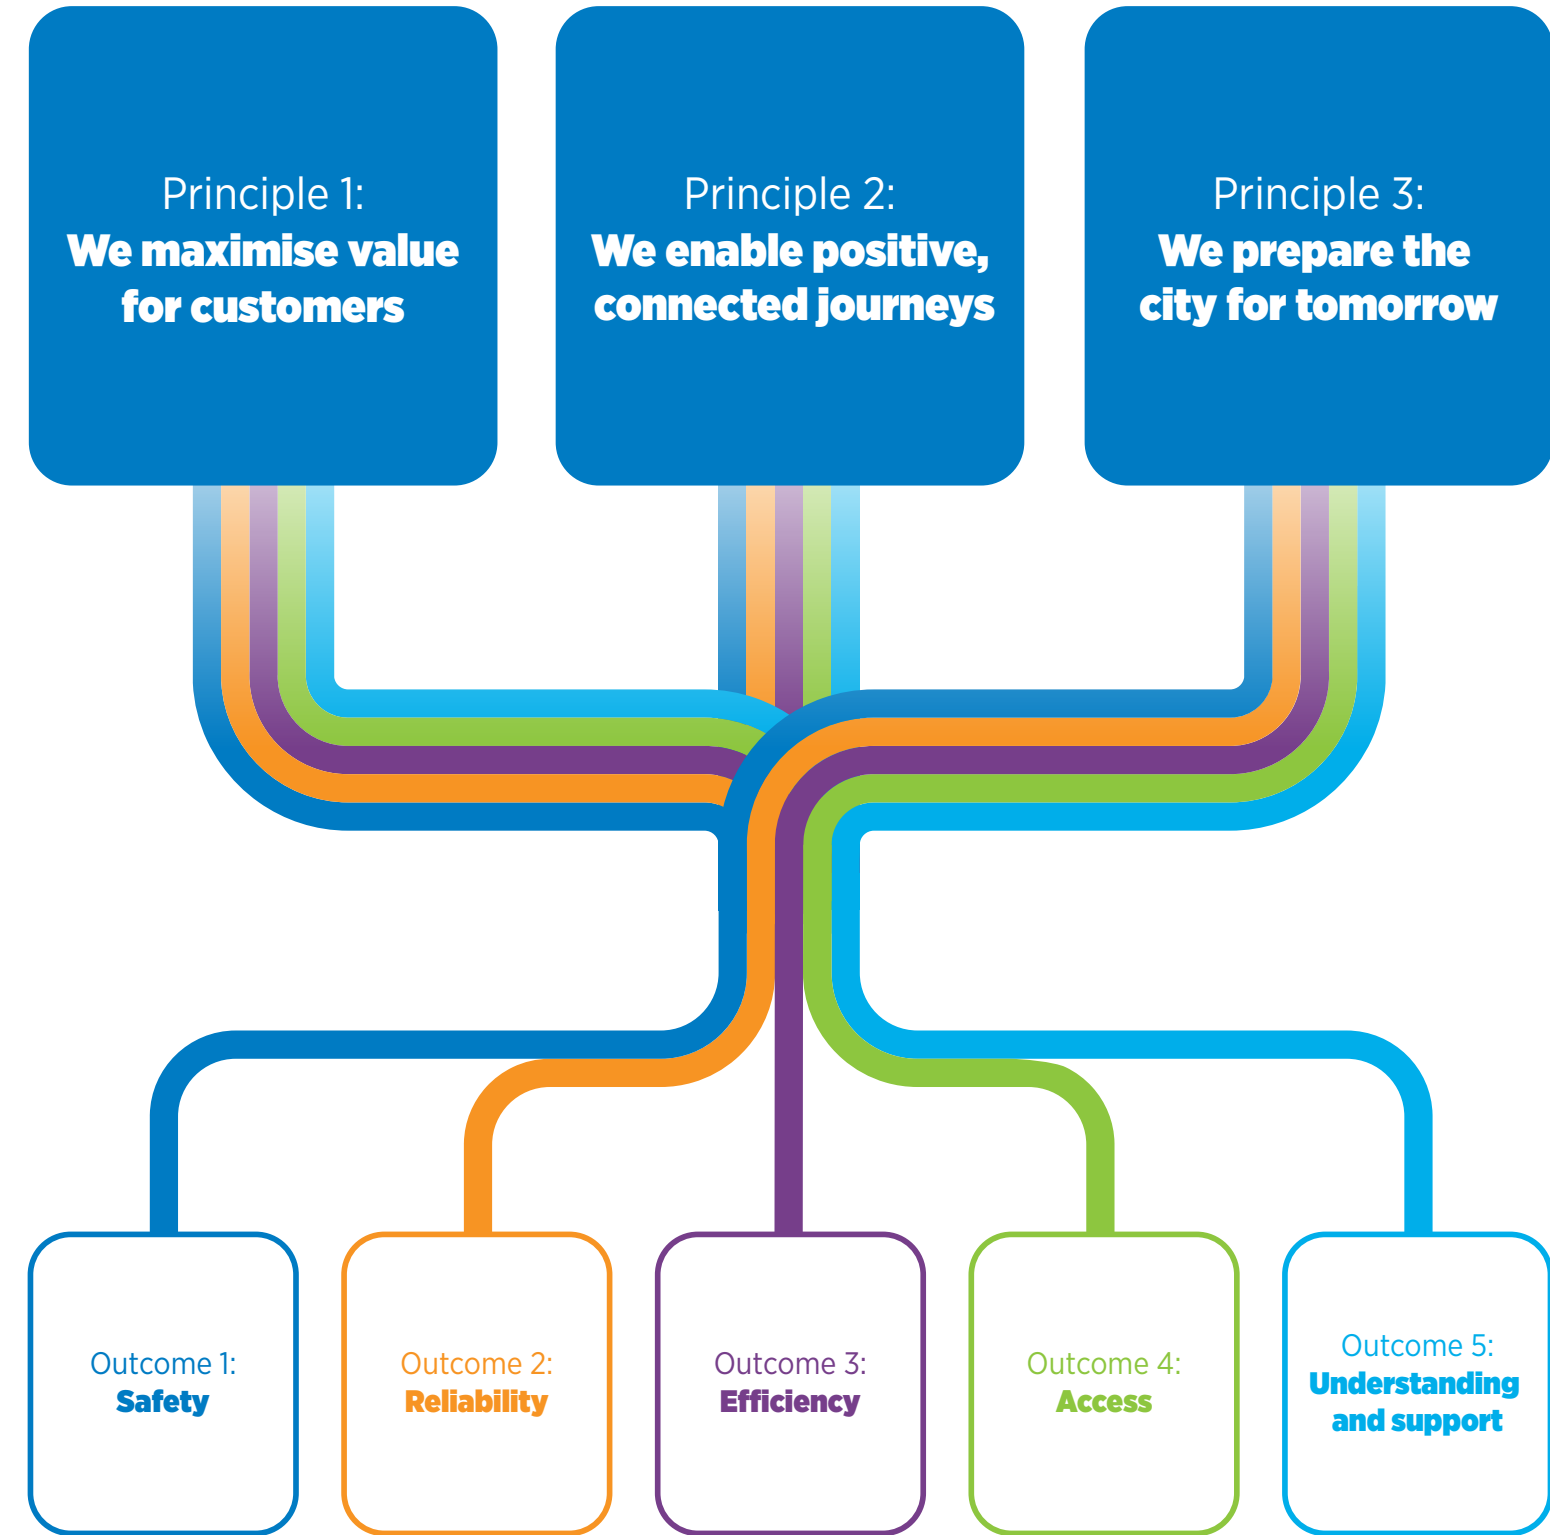 Principle 1:
We maximise value
for customers
Principle 2:
We enable positive,
connected journeys
Principle 3:
We prepare the
city for tomorrow
Outcome 1:
Safety
Outcome 2:
Reliability
Outcome 3:
Efficiency
Outcome 4:
Access
Outcome 5:
Understanding
and support